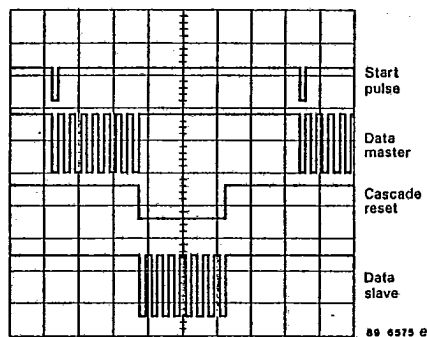 Start
pulse
Data
master
Cascade
reset
Data
slave
89 6575 e